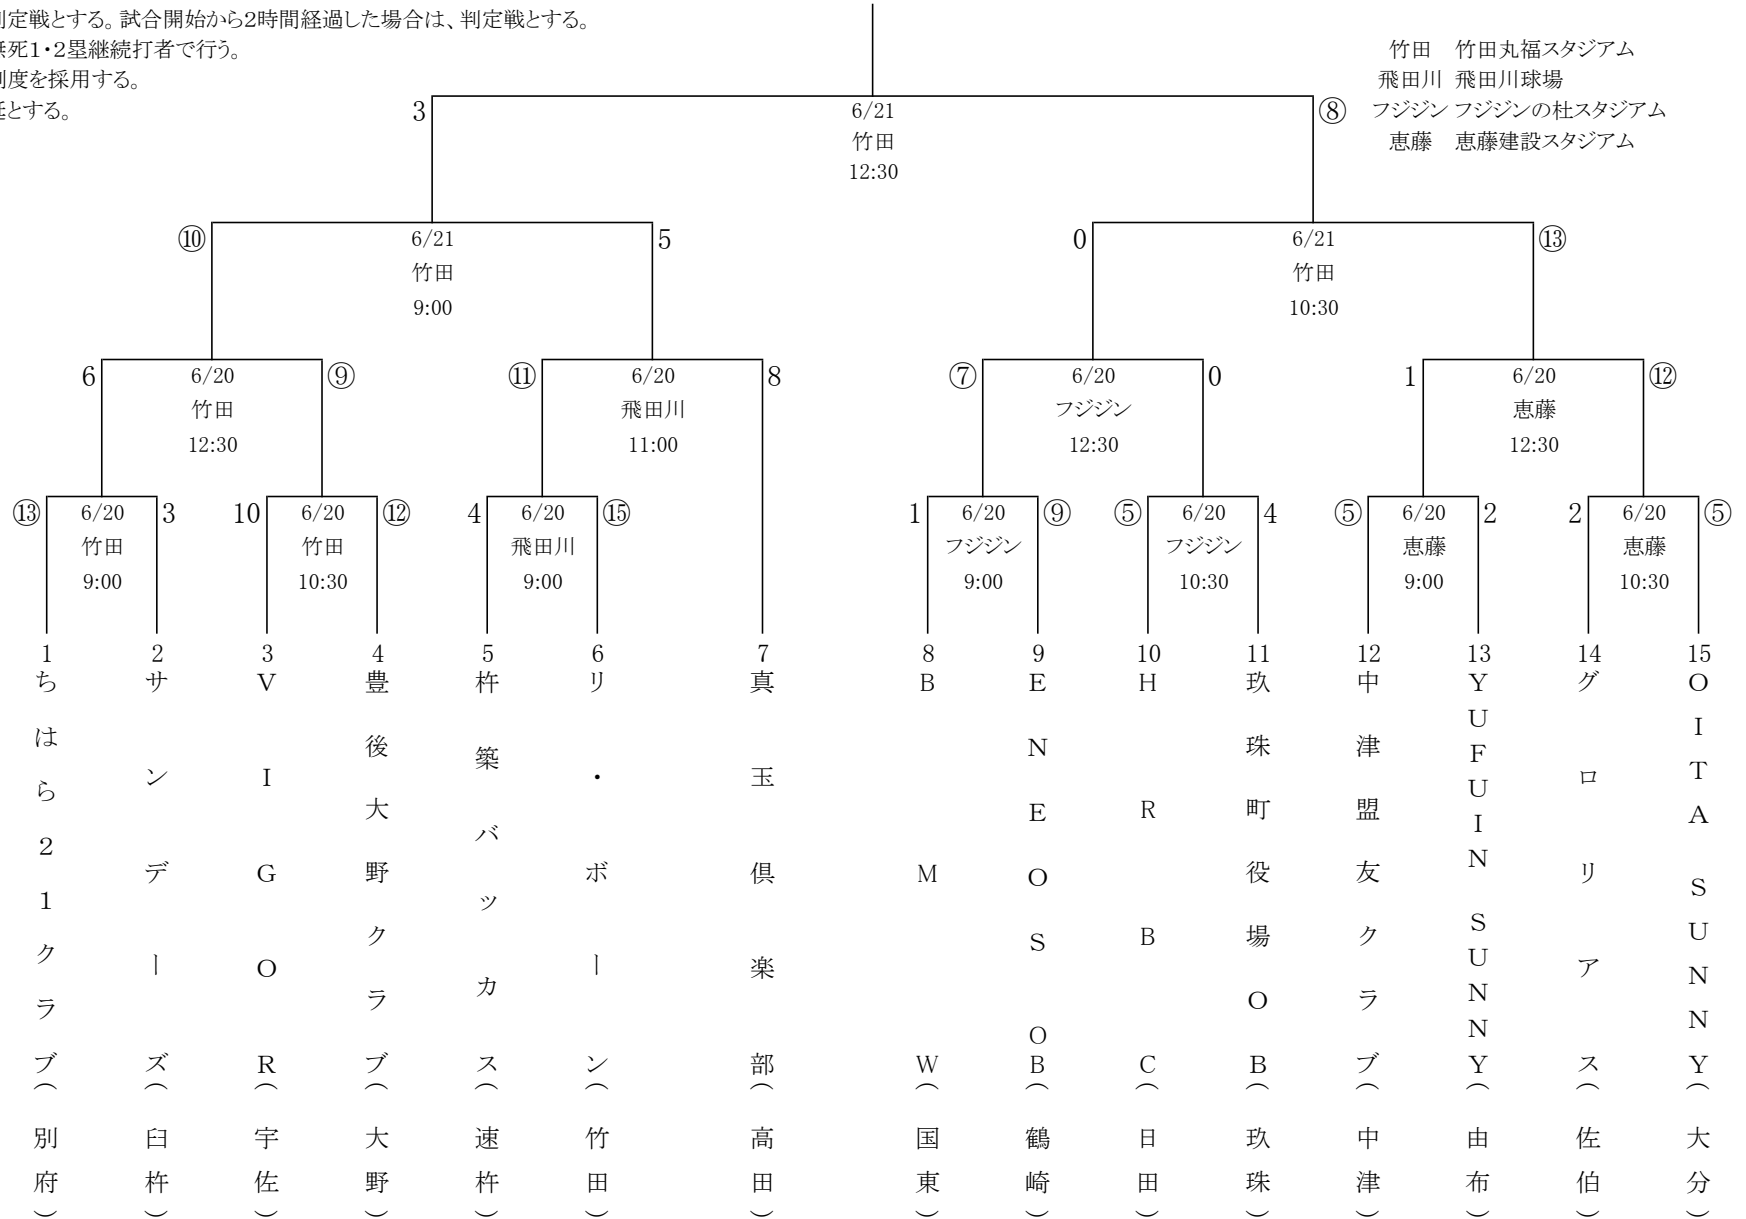 定戦とする。試合開始から2時間経過した場合は、判定戦とする。
死1・2塁継続打者で行う。
度を採用する。
とする。
竹田 竹田丸福スタジアム
飛田川 飛田川球場
フジジン フジジンの杜スタジアム
恵藤 恵藤建設スタジアム
3 6/21 ⑧
竹田
12:30
⑩ 6/21 5 0 6/21 ⑬
竹田 竹田
9:00 10:30
6 6/20 ⑨ ⑪ 6/20 8 ⑦ 6/20 0 1 6/20 ⑫
竹田 飛田川 フジジン 恵藤
12:30 11:00 12:30 12:30
⑬ 6/20 3 10 6/20 ⑫ 4 6/20 ⑮ 1 6/20 ⑨ ⑤ 6/20 4 ⑤ 6/20 2 2 6/20 ⑤
竹田 竹田 飛田川 フジジン フジジン 恵藤 恵藤
9:00 10:30 9:00 9:00 10:30 9:00 10:30
1 ちはら21クラブ(別府)
2 サンデーズ(臼杵)
3 VIGOR(宇佐)
4 豊後大野クラブ(大野)
5 杵築バッカス(速杵)
6 リ・ボーン(竹田)
7 真玉倶楽部(高田)
8 BMW(国東)
9 ENEOSOB(鶴崎)
10 HRBC(日田)
11 玖珠町役場OB(玖珠)
12 中津盟友クラブ(中津)
13 YUFUIN SUNNY(由布)
14 グロリアス(佐伯)
15 OITA SUNNY(大分)